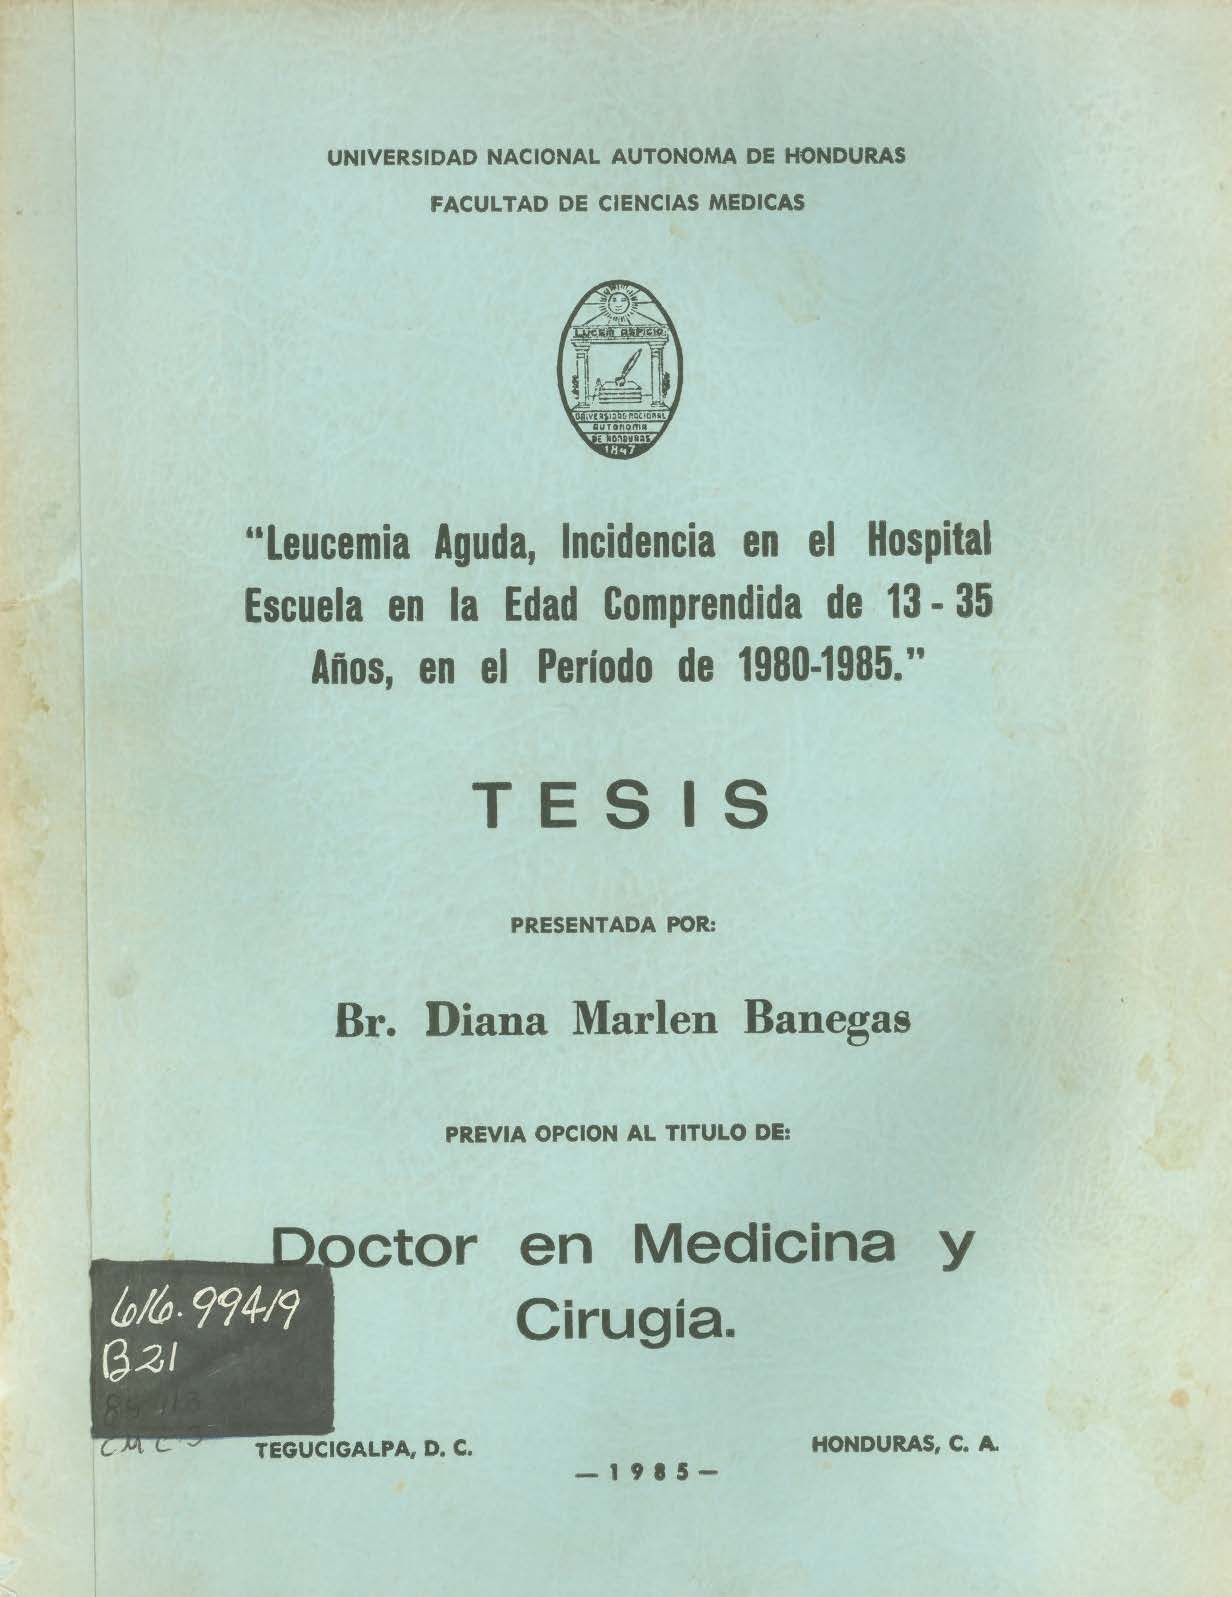 UNIVERSIDAD NACIONAL AUTONOMA DE HONDURAS
FACULTAD DE CIENCIAS MEDICAS
LUCEM ASPICIO
UNIVERSIDAD NACIONAL
AUTONOMA
DE HONDURAS
1847
“Leucemia Aguda, Incidencia en el Hospital
Escuela en la Edad Comprendida de 13 - 35
Años, en el Período de 1980-1985.”
TESIS
PRESENTADA POR:
Br. Diana Marlen Banegas
PREVIA OPCION AL TITULO DE:
Doctor en Medicina y
Cirugía.
616.99419
B21
TEGUCIGALPA, D. C.
HONDURAS, C. A.
— 1985 —